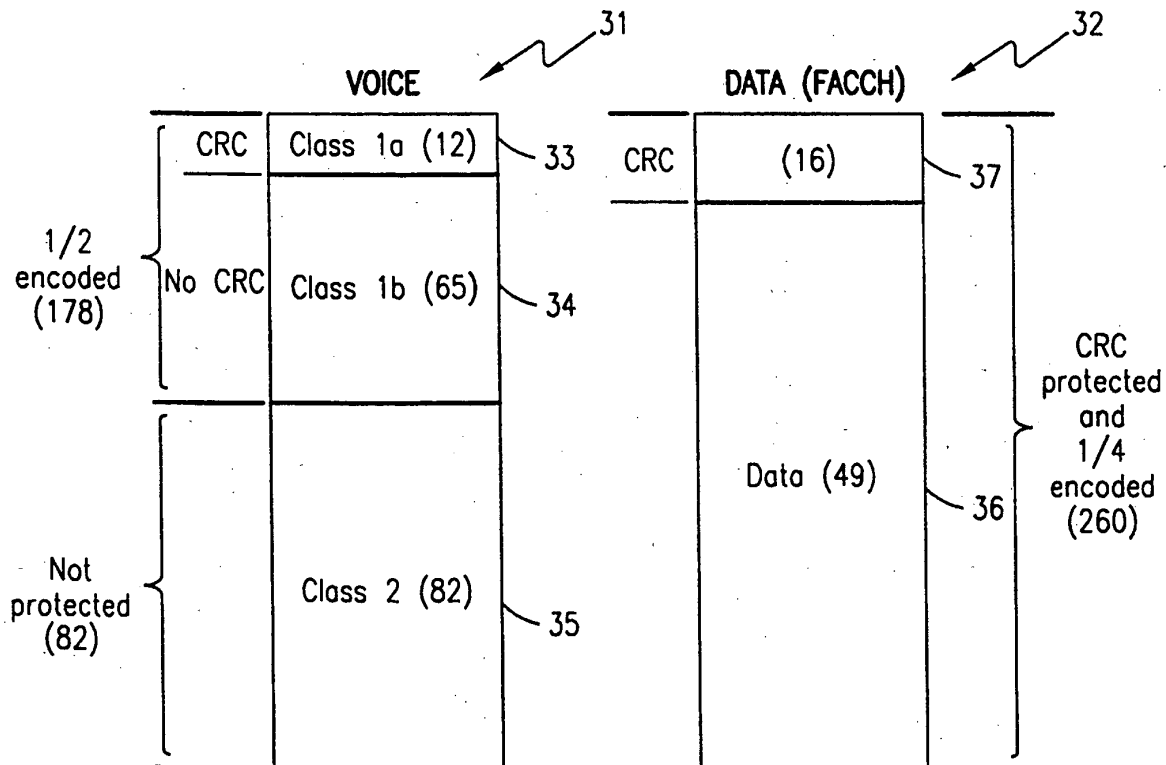 31
32
VOICE
DATA (FACCH)
CRC
Class 1a (12)
33
CRC
(16)
37
1/2
encoded
(178)
No CRC
Class 1b (65)
34
CRC
protected
and
1/4
encoded
(260)
Data (49)
36
Not
protected
(82)
Class 2 (82)
35